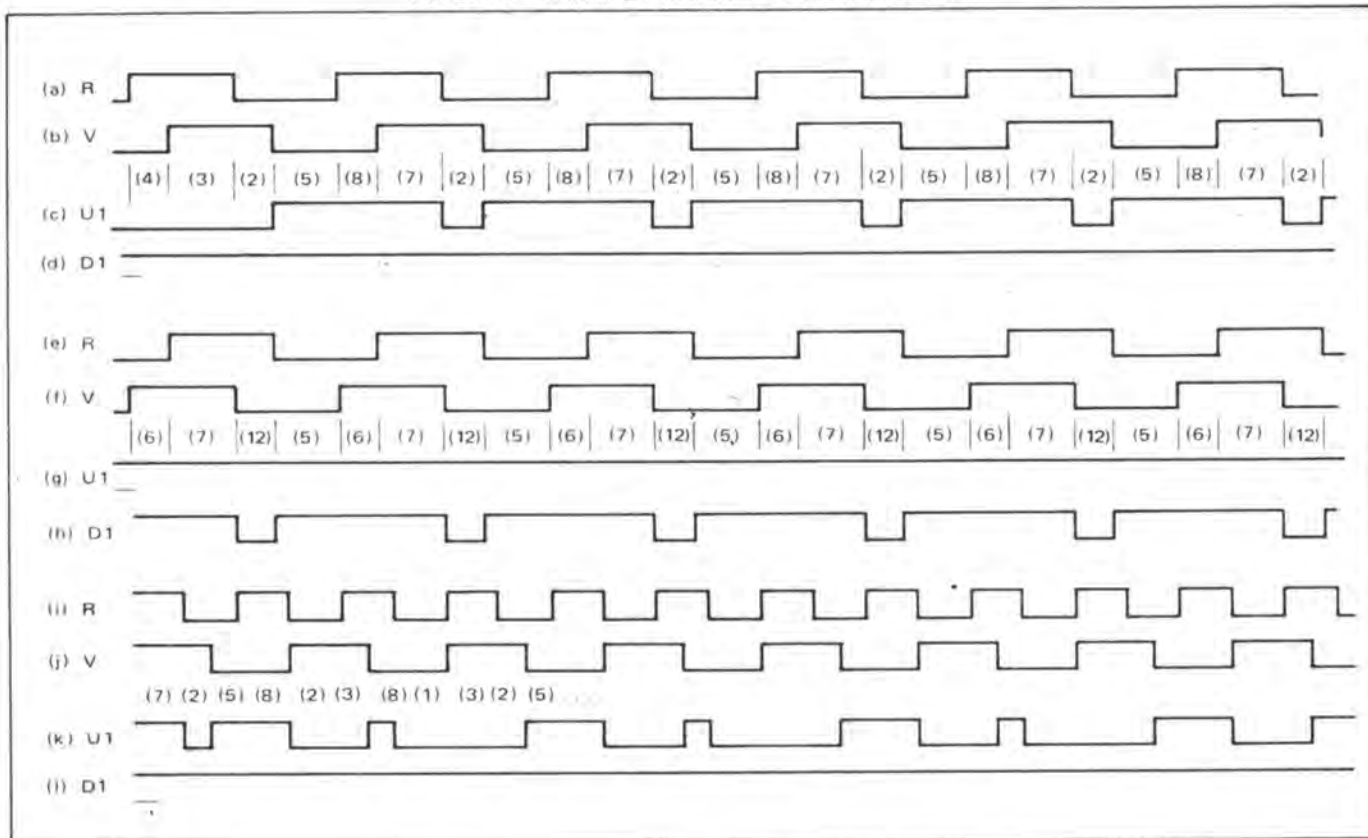 (a) R
(b) V
(4) (3) (2) (5) (8) (7) (2) (5) (8) (7) (2) (5) (8) (7) (2) (5) (8) (7) (2) (5) (8) (7) (2)
(c) U1
(d) D1
(e) R
(f) V
(6) (7) (12) (5) (6) (7) (12) (5) (6) (7) (12) (5) (6) (7) (12) (5) (6) (7) (12) (5) (6) (7) (12)
(g) U1
(h) D1
(i) R
(j) V
(7) (2) (5) (8) (2) (3) (8) (1) (3) (2) (5) ....
(k) U1
(l) D1